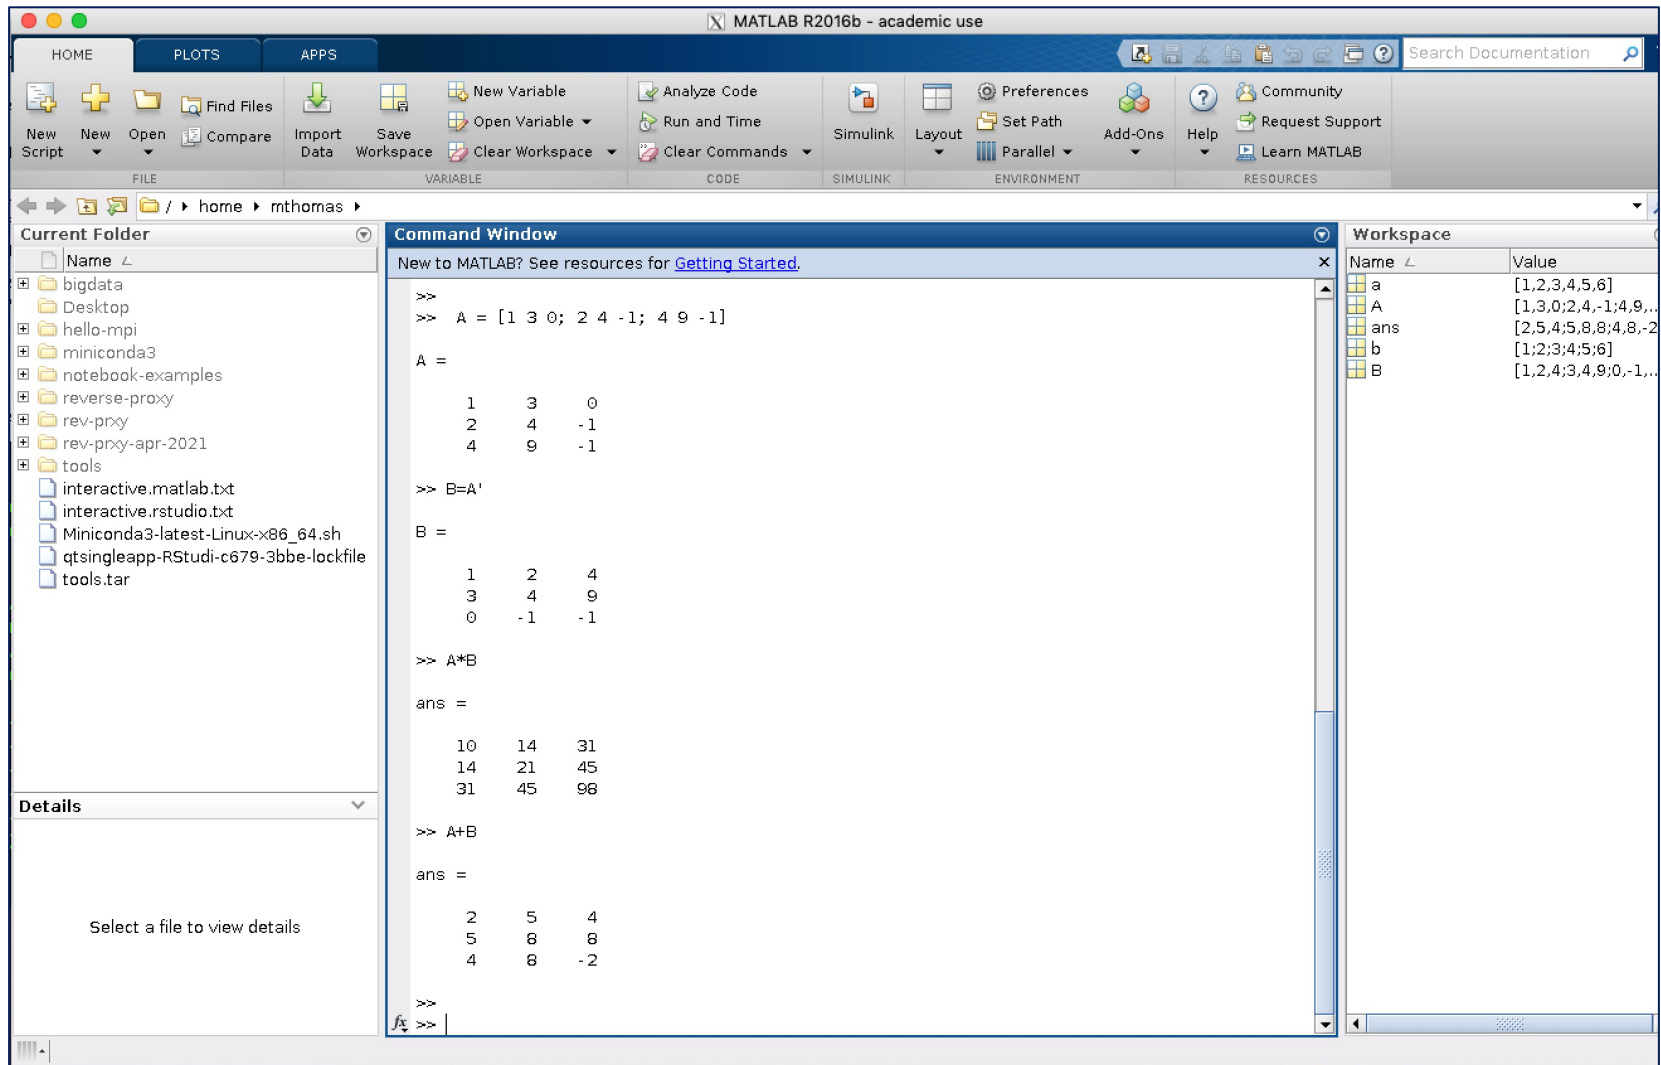 MATLAB R2016b - academic use
HOME PLOTS APPS
Search Documentation
New Script
New
Open
Find Files
Compare
FILE
Import Data
Save Workspace
New Variable
Open Variable
Clear Workspace
VARIABLE
Analyze Code
Run and Time
Clear Commands
CODE
Simulink
SIMULINK
Layout
Preferences
Set Path
Parallel
Add-Ons
ENVIRONMENT
Help
Community
Request Support
Learn MATLAB
RESOURCES
/ home mthomas
Current Folder
Name
bigdata
Desktop
hello-mpi
miniconda3
notebook-examples
reverse-proxy
rev-prxy
rev-prxy-apr-2021
tools
interactive.matlab.txt
interactive.rstudio.txt
Miniconda3-latest-Linux-x86_64.sh
qtsingleapp-RStudi-c679-3bbe-lockfile
tools.tar
Details
Select a file to view details
Command Window
New to MATLAB? See resources for Getting Started.
>>
>> A = [1 3 0; 2 4 -1; 4 9 -1]
A =
1 3 0
2 4 -1
4 9 -1
>> B=A'
B =
1 2 4
3 4 9
0 -1 -1
>> A*B
ans =
10 14 31
14 21 45
31 45 98
>> A+B
ans =
2 5 4
5 8 8
4 8 -2
>>
fx >>
Workspace
Name Value
a [1,2,3,4,5,6]
A [1,3,0;2,4,-1;4,9,...
ans [2,5,4;5,8,8;4,8,-2
b [1;2;3;4;5;6]
B [1,2,4;3,4,9;0,-1,...